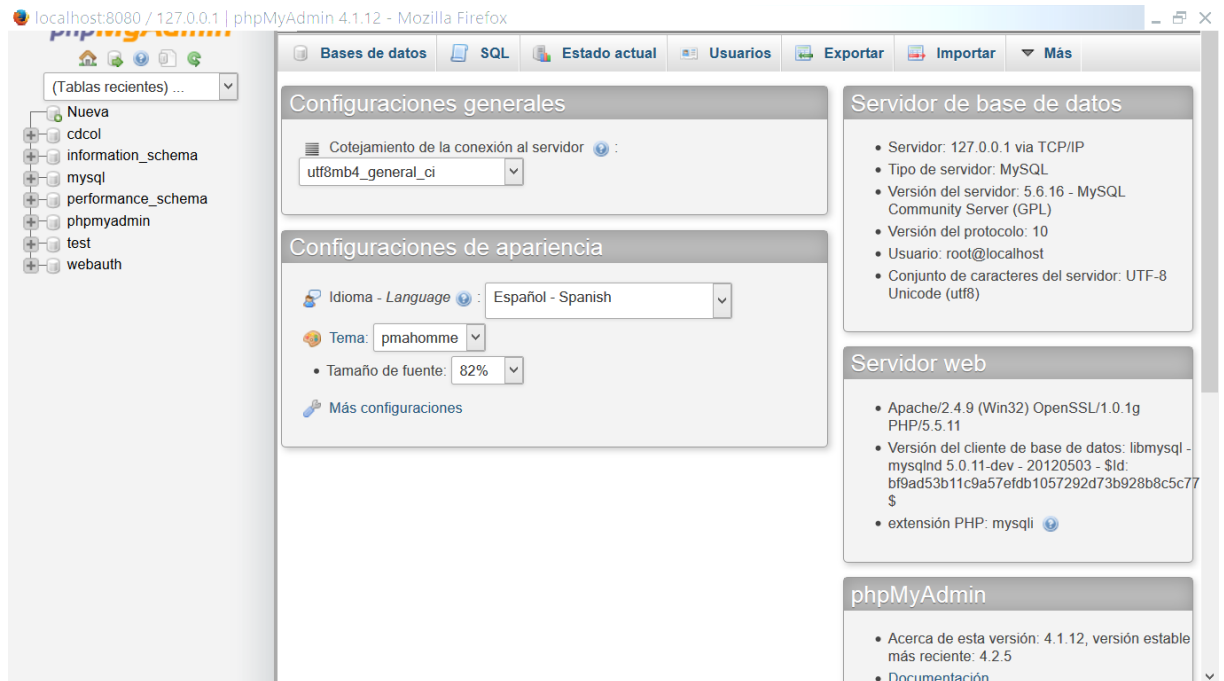 localhost:8080 / 127.0.0.1 | phpMyAdmin 4.1.12 - Mozilla Firefox
phpMyAdmin
(Tablas recientes) ...
Nueva
cdcol
information_schema
mysql
performance_schema
phpmyadmin
test
webauth
Bases de datos
SQL
Estado actual
Usuarios
Exportar
Importar
Más
Configuraciones generales
Cotejamiento de la conexión al servidor :
utf8mb4_general_ci
Configuraciones de apariencia
Idioma - Language : Español - Spanish
Tema: pmahomme
Tamaño de fuente: 82%
Más configuraciones
Servidor de base de datos
Servidor: 127.0.0.1 via TCP/IP
Tipo de servidor: MySQL
Versión del servidor: 5.6.16 - MySQL
Community Server (GPL)
Versión del protocolo: 10
Usuario: root@localhost
Conjunto de caracteres del servidor: UTF-8
Unicode (utf8)
Servidor web
Apache/2.4.9 (Win32) OpenSSL/1.0.1g
PHP/5.5.11
Versión del cliente de base de datos: libmysql -
mysqlnd 5.0.11-dev - 20120503 - $Id:
bf9ad53b11c9a57efdb1057292d73b928b8c5c77
$
extensión PHP: mysqli
phpMyAdmin
Acerca de esta versión: 4.1.12, versión estable
más reciente: 4.2.5
Documentación